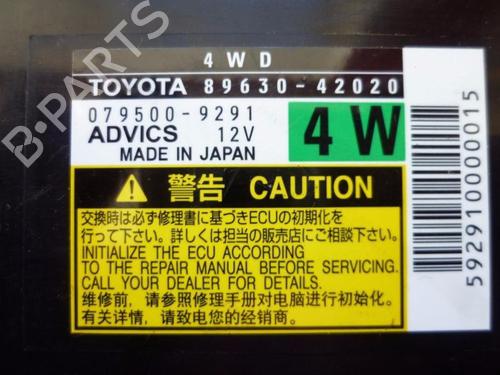 4WD
TOYOTA 89630-42020
079500-9291
ADVICS 12V
MADE IN JAPAN
4W
警告 CAUTION
交換時は必ず修理書に基づきECUの初期化を
行って下さい。詳しくは担当の販売店にご相談下さい。
INITIALIZE THE ECU ACCORDING
TO THE REPAIR MANUAL BEFORE SERVICING.
CALL YOUR DEALER FOR DETAILS.
维修前,请参照修理手册对电脑进行初始化。
有关详情,请致电您的经销商。
5929100000015
B-PARTS